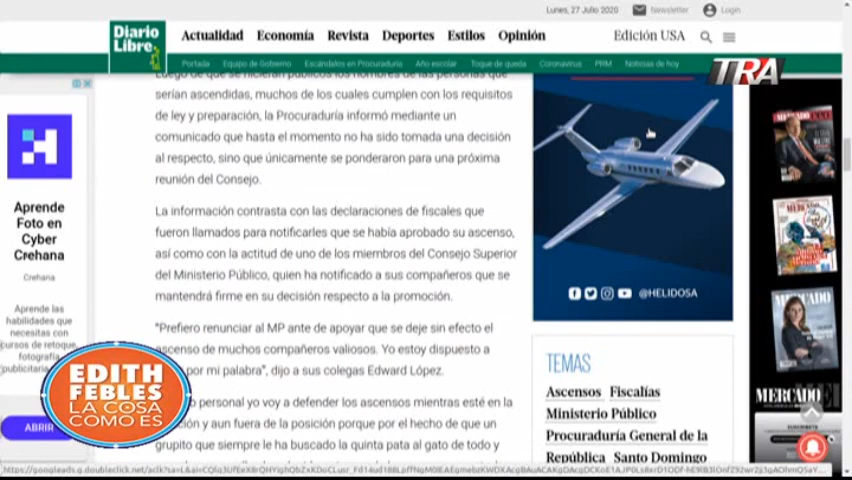 Lunes, 27 Julio 2020 Newsletter Login
Diario
Libre
Actualidad Economía Revista Deportes Estilos Opinión Edición USA
Portada Equipo de Gobierno Escándalos en Procuraduría Año escolar Toque de queda Coronavirus PRM Noticias de hoy
TRA
Luego de que se hicieran públicos los nombres de las personas que
serían ascendidas, muchos de los cuales cumplen con los requisitos
de ley y preparación, la Procuraduría informó mediante un
comunicado que hasta el momento no ha sido tomada una decisión
al respecto, sino que únicamente se ponderaron para una próxima
reunión del Consejo.
La información contrasta con las declaraciones de fiscales que
fueron llamados para notificarles que se había aprobado su ascenso,
así como con la actitud de uno de los miembros del Consejo Superior
del Ministerio Público, quien ha notificado a sus compañeros que se
mantendrá firme en su decisión respecto a la promoción.
"Prefiero renunciar al MP ante de apoyar que se deje sin efecto el
ascenso de muchos compañeros valiosos. Yo estoy dispuesto a
por mi palabra", dijo a sus colegas Edward López.
personal yo voy a defender los ascensos mientras esté en la
y aun fuera de la posición porque por el hecho de que un
grupito que siempre le ha buscado la quinta pata al gato de todo y
Aprende
Foto en
Cyber
Crehana
Crehana
Aprende las
habilidades que
necesitas con
cursos de retoque,
fotografía,
publicitaria
ABRIR
EDITH
FEBLES
LA COSA
COMO ES
@HELIDOSA
TEMAS
Ascensos Fiscalías
Ministerio Público
Procuraduría General de la
República Santo Domingo
MERCADO
MERCADO
MERCADO
MERCADO
SUSCRÍBETE